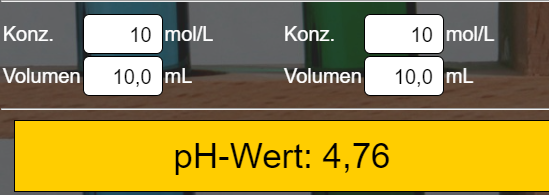 Konz. 10 mol/L Konz. 10 mol/L
Volumen 10,0 mL Volumen 10,0 mL
pH-Wert: 4,76